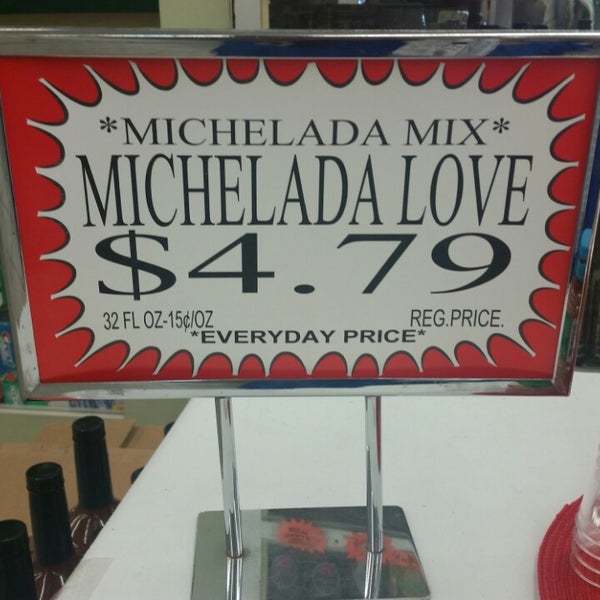 *MICHELADA MIX*
MICHELADA LOVE
$4.79
32 FL OZ-15¢/OZ
REG.PRICE.
*EVERYDAY PRICE*